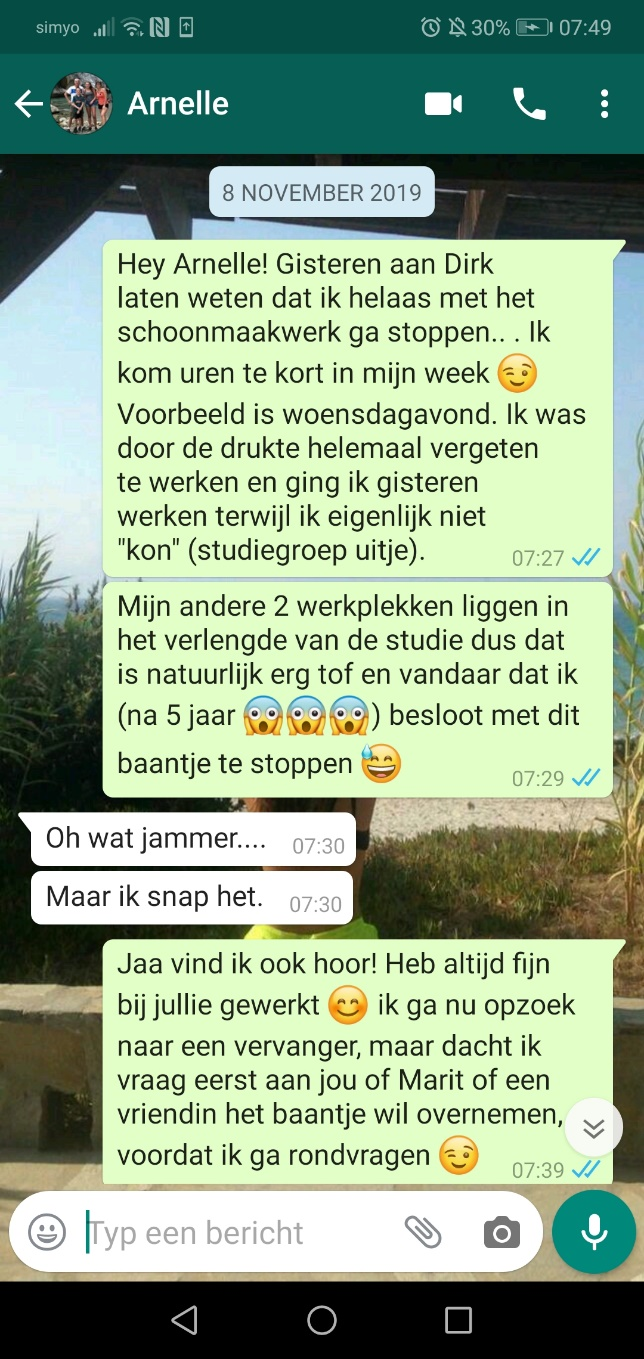 simyo 30% 07:49
Arnelle
8 NOVEMBER 2019
Hey Arnelle! Gisteren aan Dirk
laten weten dat ik helaas met het
schoonmaakwerk ga stoppen.. . Ik
kom uren te kort in mijn week 😉
Voorbeeld is woensdagavond. Ik was
door de drukte helemaal vergeten
te werken en ging ik gisteren
werken terwijl ik eigenlijk niet
"kon" (studiegroep uitje). 07:27
Mijn andere 2 werkplekken liggen in
het verlengde van de studie dus dat
is natuurlijk erg tof en vandaar dat ik
(na 5 jaar 😱😱😱) besloot met dit
baantje te stoppen 😅 07:29
Oh wat jammer.... 07:30
Maar ik snap het. 07:30
Jaa vind ik ook hoor! Heb altijd fijn
bij jullie gewerkt 😊 ik ga nu opzoek
naar een vervanger, maar dacht ik
vraag eerst aan jou of Marit of een
vriendin het baantje wil overnemen,
voordat ik ga rondvragen 😉 07:39
Typ een bericht